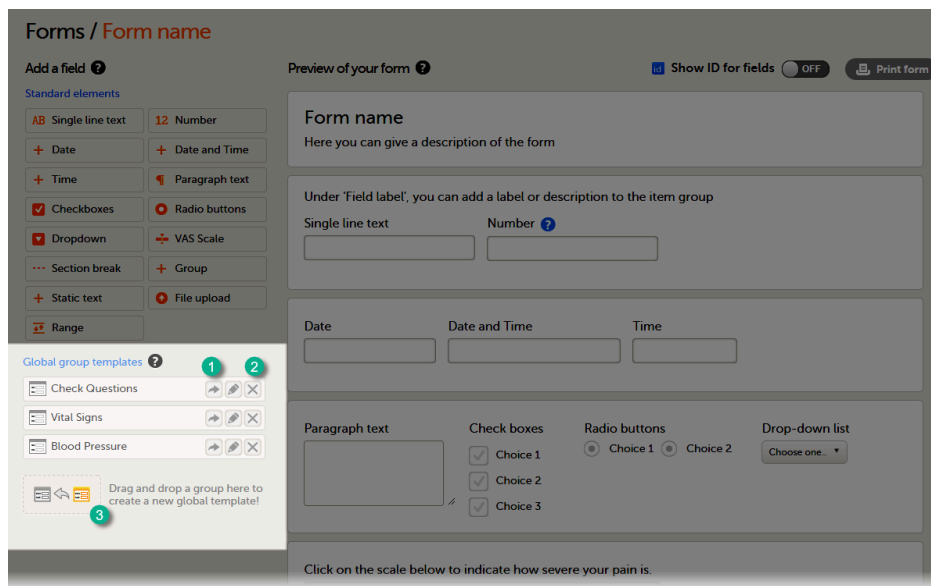 Forms / Form name
Add a field ?
Preview of your form ?
id Show ID for fields OFF
Print form
Standard elements
AB Single line text
12 Number
Date
Date and Time
Time
Paragraph text
Checkboxes
Radio buttons
Dropdown
VAS Scale
Section break
Group
Static text
File upload
Range
Global group templates ?
1
2
Check Questions
Vital Signs
Blood Pressure
Drag and drop a group here to
create a new global template!
3
Form name
Here you can give a description of the form
Under 'Field label', you can add a label or description to the item group
Single line text
Number ?
Date
Date and Time
Time
Paragraph text
Check boxes
Choice 1
Choice 2
Choice 3
Radio buttons
Choice 1
Choice 2
Drop-down list
Choose one..
Click on the scale below to indicate how severe your pain is.